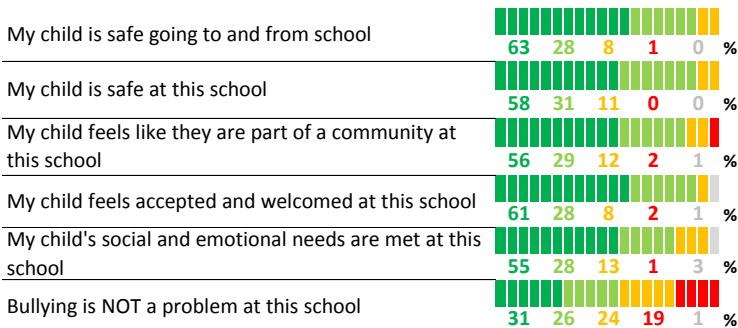 My child is safe going to and from school
63 28 8 1 0 %
My child is safe at this school
58 31 11 0 0 %
My child feels like they are part of a community at
this school
56 29 12 2 1 %
My child feels accepted and welcomed at this school
61 28 8 2 1 %
My child's social and emotional needs are met at this
school
55 28 13 1 3 %
Bullying is NOT a problem at this school
31 26 24 19 1 %